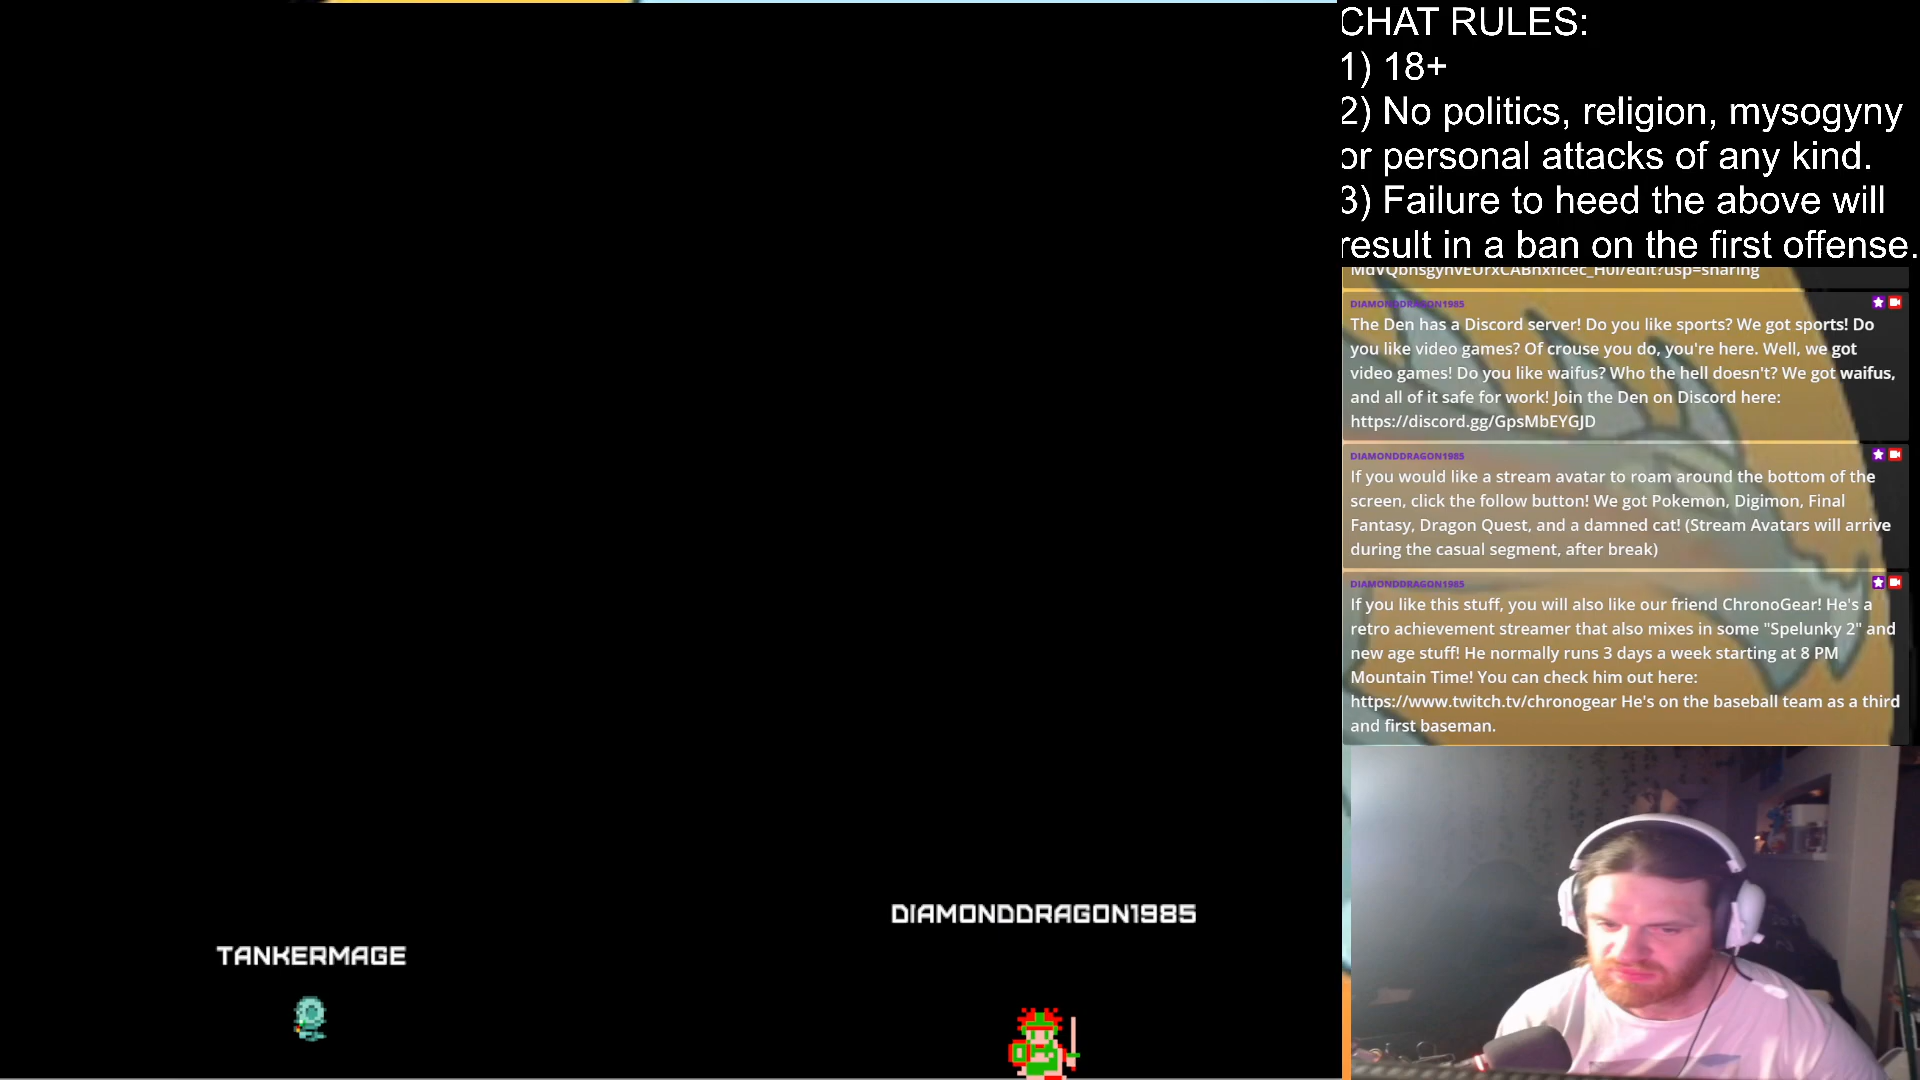 CHAT RULES:
1) 18+
2) No politics, religion, mysogyny
or personal attacks of any kind.
3) Failure to heed the above will
result in a ban on the first offense.
DIAMONDDRAGON1985
The Den has a Discord server! Do you like sports? We got sports! Do
you like video games? Of crouse you do, you're here. Well, we got
video games! Do you like waifus? Who the hell doesn't? We got waifus,
and all of it safe for work! Join the Den on Discord here:
https://discord.gg/GpsMbEYGJD
DIAMONDDRAGON1985
If you would like a stream avatar to roam around the bottom of the
screen, click the follow button! We got Pokemon, Digimon, Final
Fantasy, Dragon Quest, and a damned cat! (Stream Avatars will arrive
during the casual segment, after break)
DIAMONDDRAGON1985
If you like this stuff, you will also like our friend ChronoGear! He's a
retro achievement streamer that also mixes in some "Spelunky 2" and
new age stuff! He normally runs 3 days a week starting at 8 PM
Mountain Time! You can check him out here:
https://www.twitch.tv/chronogear He's on the baseball team as a third
and first baseman.
DIAMONDDRAGON1985
TANKERMAGE